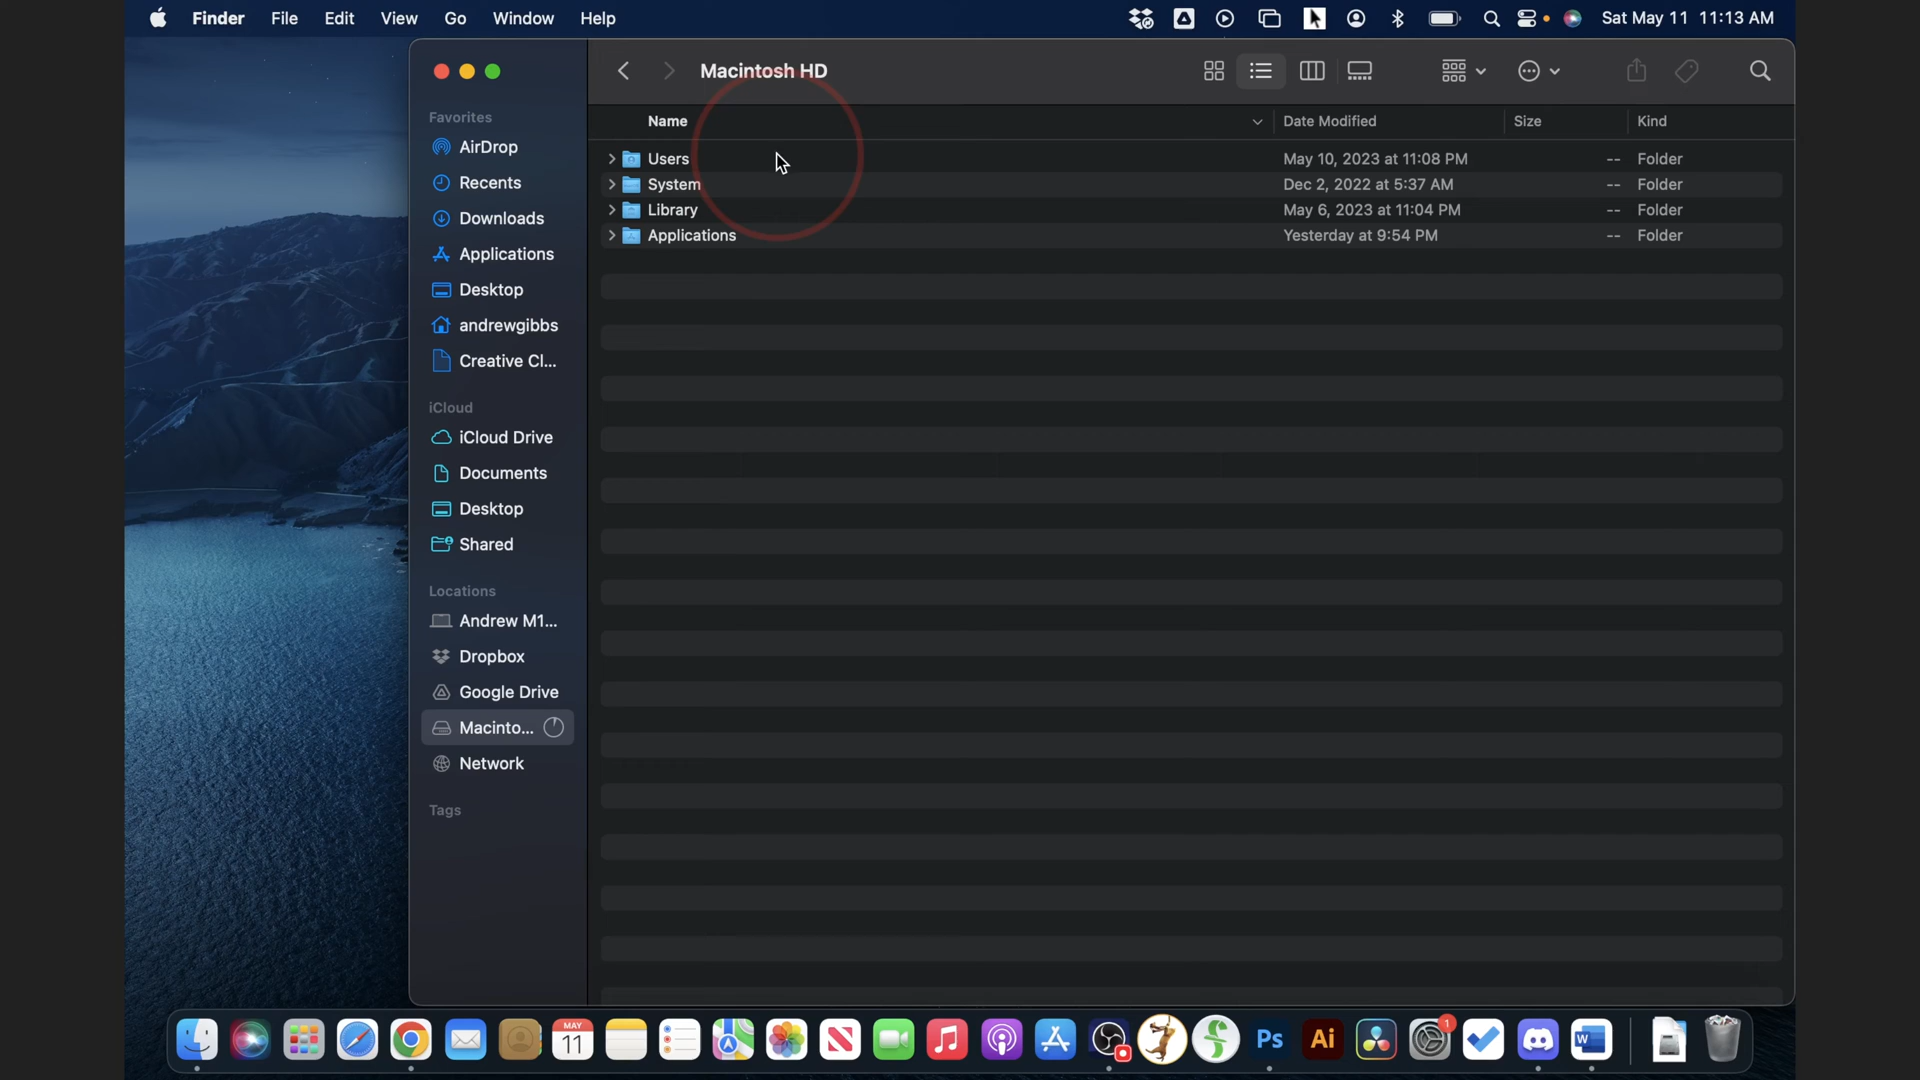 Finder File Edit View Go Window Help Sat May 11 11:13 AM
Macintosh HD
Favorites
AirDrop
Recents
Downloads
Applications
Desktop
andrewgibbs
Creative Cl...
iCloud
iCloud Drive
Documents
Desktop
Shared
Locations
Andrew M1...
Dropbox
Google Drive
Macinto...
Network
Tags
Name Date Modified Size Kind
Users May 10, 2023 at 11:08 PM -- Folder
System Dec 2, 2022 at 5:37 AM -- Folder
Library May 6, 2023 at 11:04 PM -- Folder
Applications Yesterday at 9:54 PM -- Folder
MAY
11
Ps
Ai
1
W